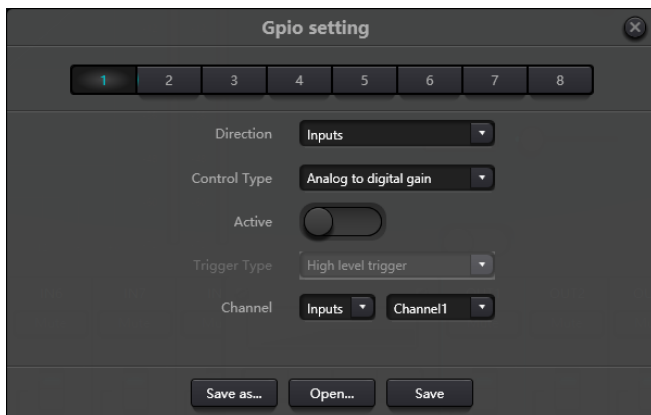 Gpio setting
1 2 3 4 5 6 7 8
Direction Inputs
Control Type Analog to digital gain
Active
Trigger Type High level trigger
Channel Inputs Channel1
Save as... Open... Save